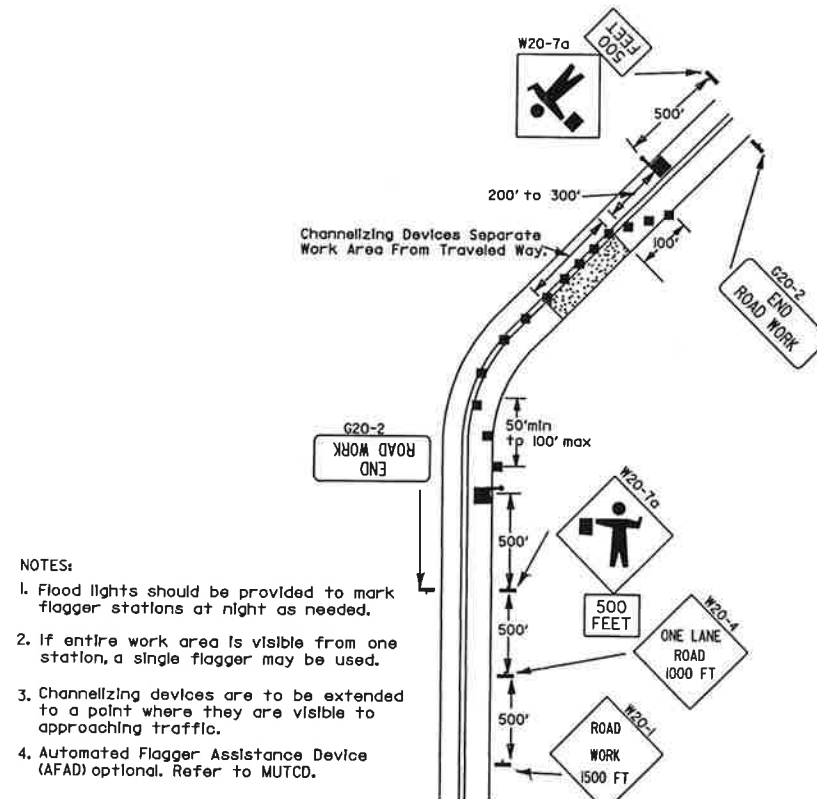 W20-7a
500
FEET
500'
200' to 300'
Channelizing Devices Separate
Work Area From Traveled Way.
100'
G20-2
END
ROAD WORK
G20-2
END
ROAD WORK
50'min
to 100' max
W20-7a
500'
500
FEET
500'
W20-4
ONE LANE
ROAD
1000 FT
500'
W20-1
ROAD
WORK
1500 FT
NOTES:
1. Flood lights should be provided to mark
flagger stations at night as needed.
2. If entire work area is visible from one
station, a single flagger may be used.
3. Channelizing devices are to be extended
to a point where they are visible to
approaching traffic.
4. Automated Flagger Assistance Device
(AFAD) optional. Refer to MUTCD.